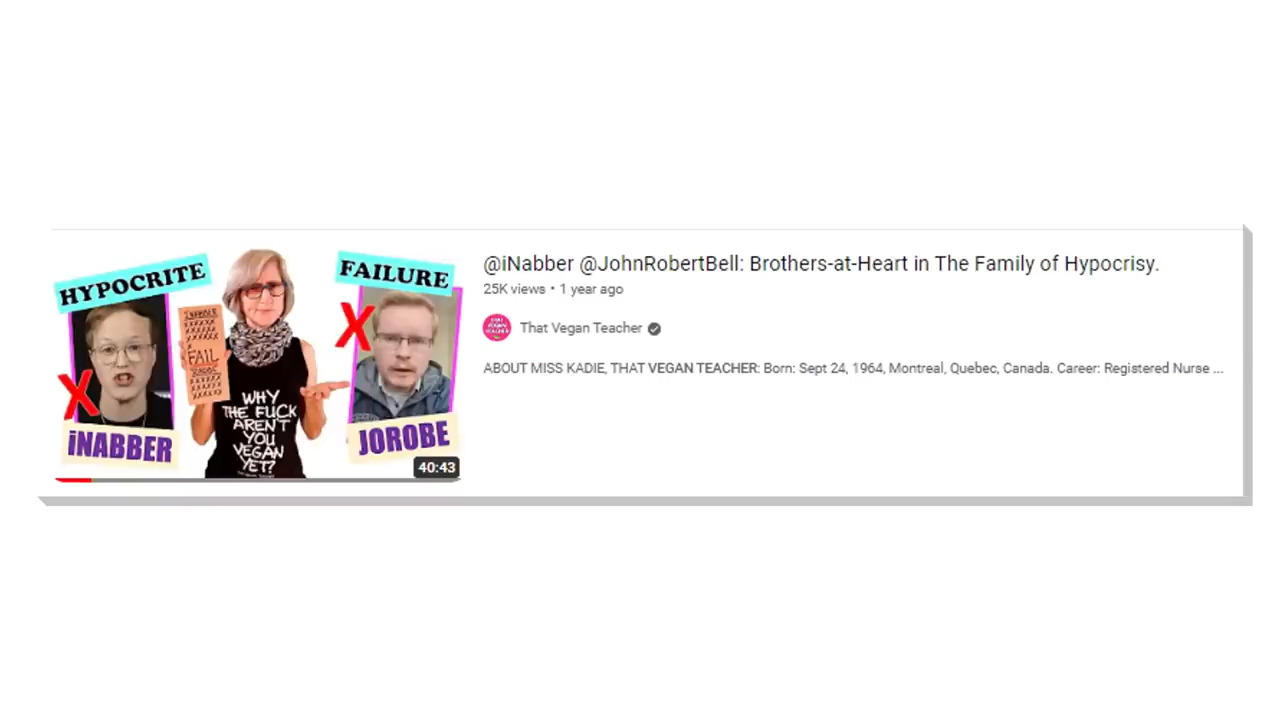 HYPOCRITE
FAILURE
@iNabber @JohnRobertBell: Brothers-at-Heart in The Family of Hypocrisy.
25K views • 1 year ago
That Vegan Teacher
ABOUT MISS KADIE, THAT VEGAN TEACHER: Born: Sept 24, 1964, Montreal, Quebec, Canada. Career: Registered Nurse ...
INABBER
FAIL
WHY
THE FUCK
AREN'T
YOU
VEGAN
YET?
iNABBER
JOROBE
40:43